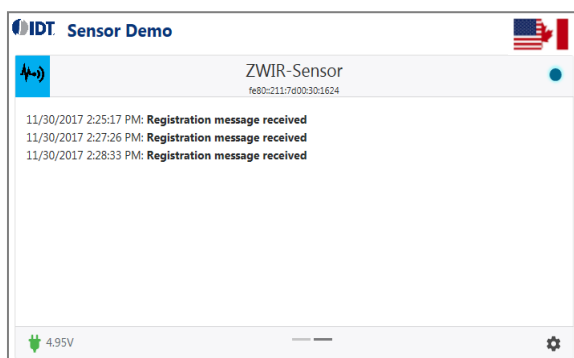 IDT. Sensor Demo
ZWIR-Sensor
fe80::211:7d00:30:1624
11/30/2017 2:25:17 PM: Registration message received
11/30/2017 2:27:26 PM: Registration message received
11/30/2017 2:28:33 PM: Registration message received
4.95V